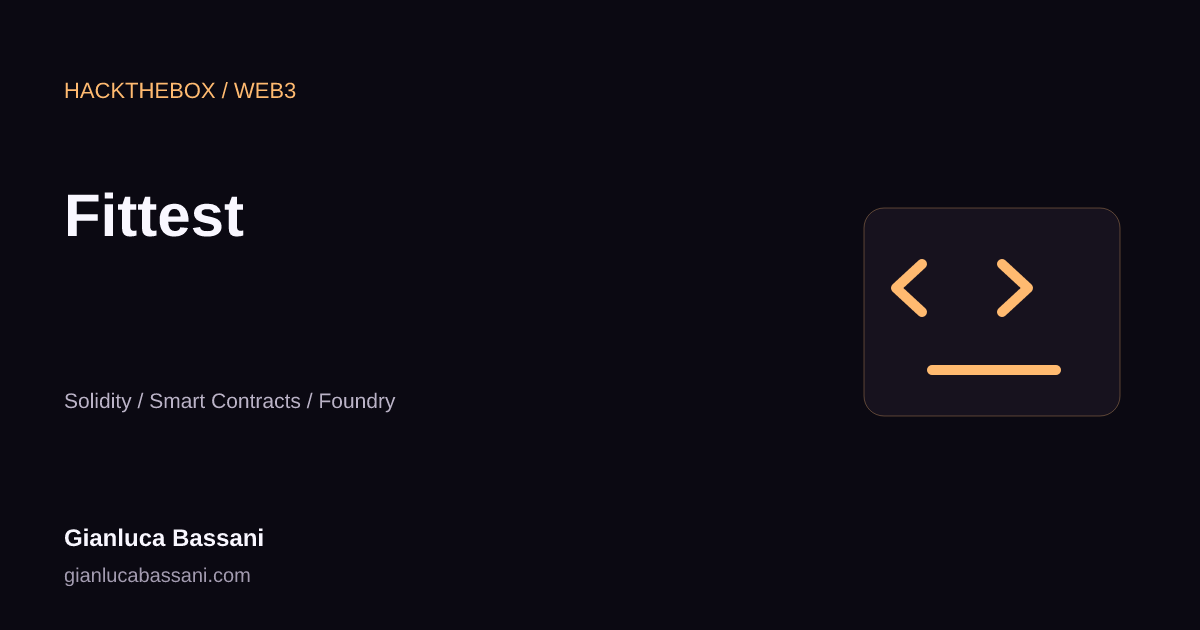 HACKTHEBOX / WEB3
Fittest
Solidity / Smart Contracts / Foundry
Gianluca Bassani
gianlucabassani.com